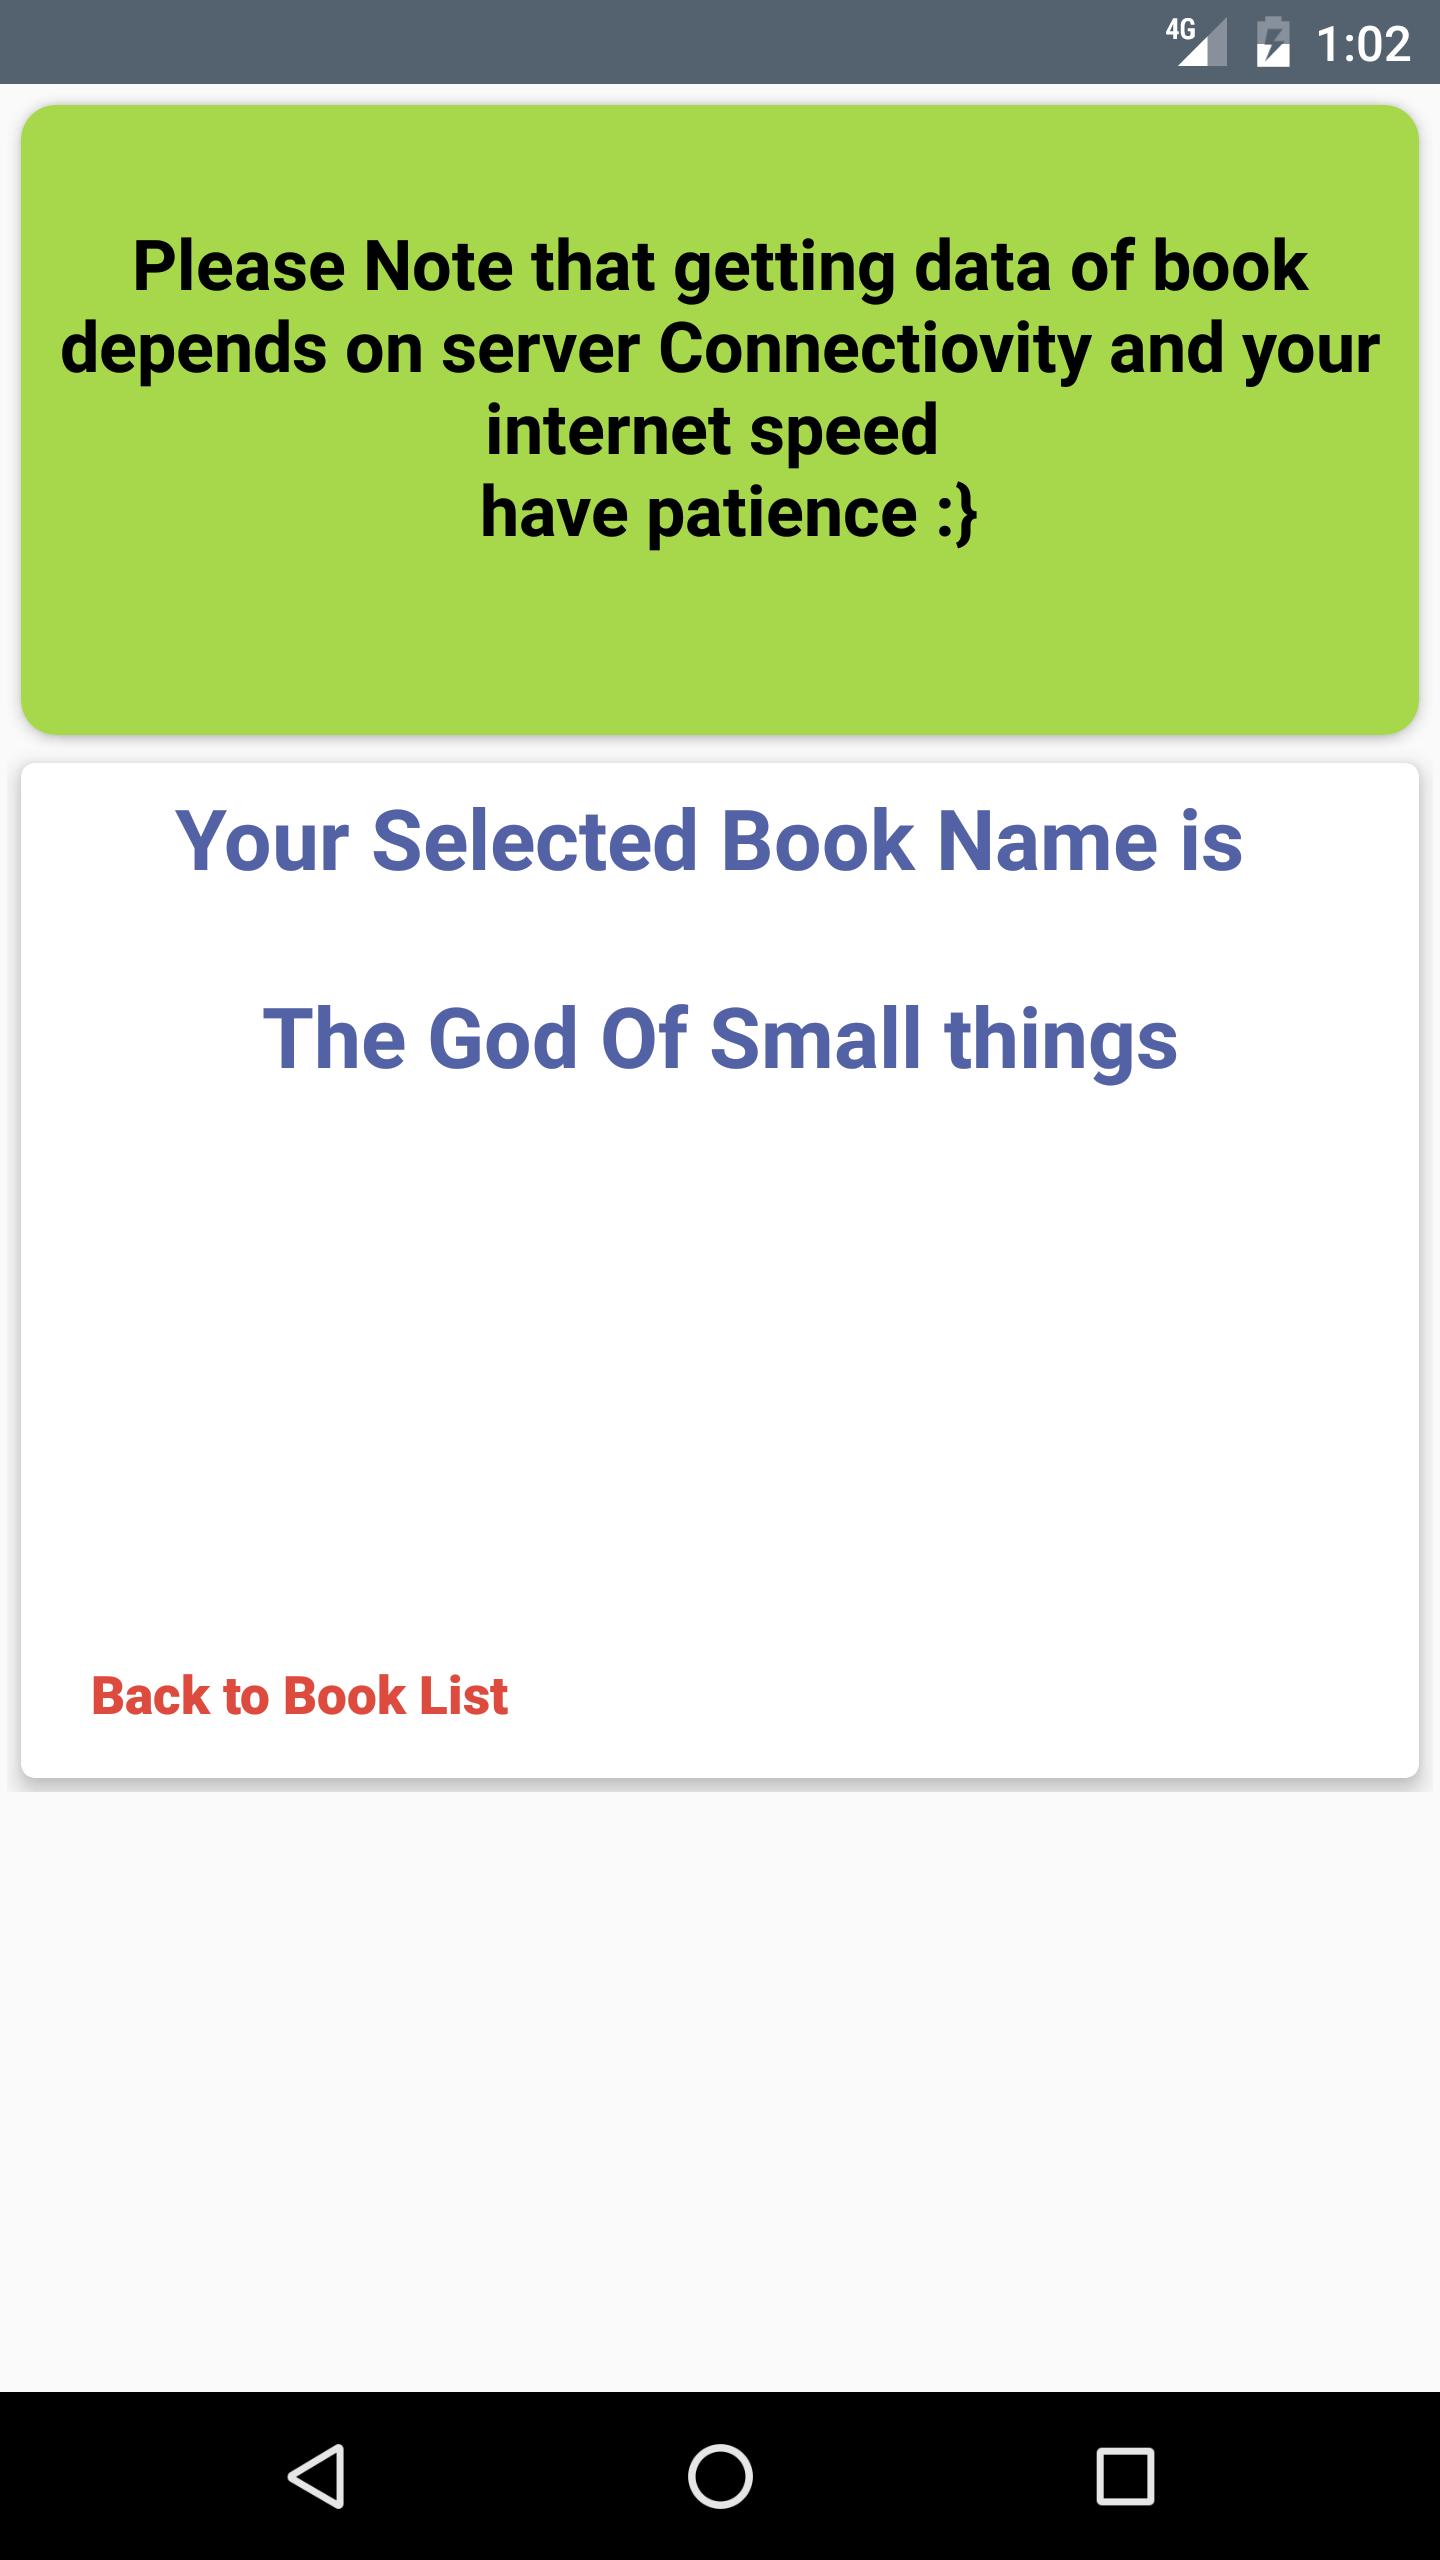 4G 1:02
Please Note that getting data of book
depends on server Connectiovity and your
internet speed
have patience :}
Your Selected Book Name is
The God Of Small things
Back to Book List